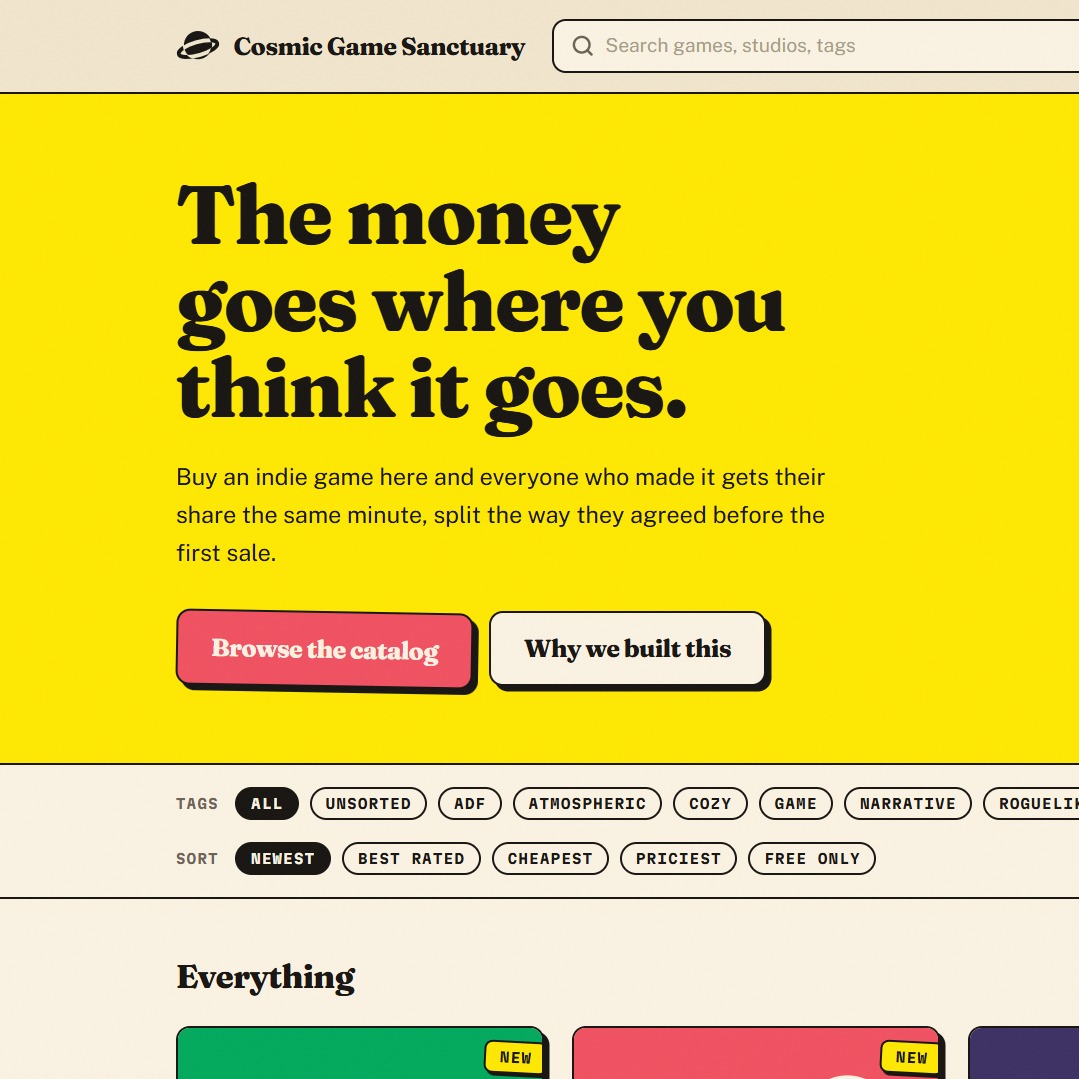 Cosmic Game Sanctuary
Search games, studios, tags
The money
goes where you
think it goes.
Buy an indie game here and everyone who made it gets their
share the same minute, split the way they agreed before the
first sale.
Browse the catalog
Why we built this
TAGS ALL UNSORTED ADF ATMOSPHERIC COZY GAME NARRATIVE
SORT NEWEST BEST RATED CHEAPEST PRICIEST FREE ONLY
Everything
NEW
NEW